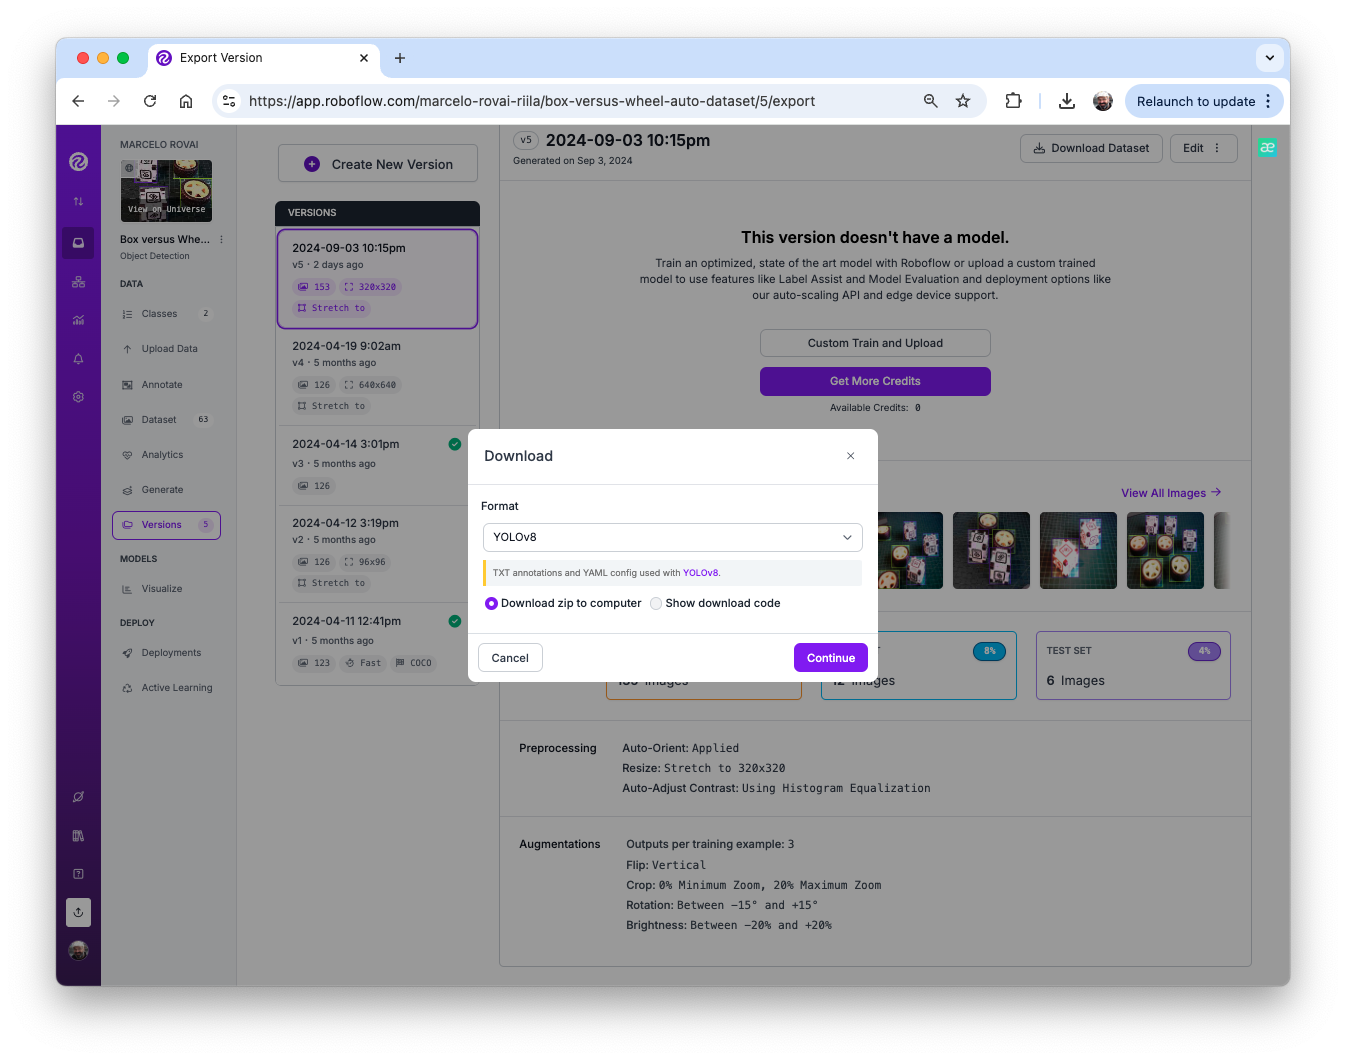 Export Version
https://app.roboflow.com/marcelo-rovai-riila/box-versus-wheel-auto-dataset/5/export
Relaunch to update
MARCELO ROVAI
View on Universe
Box versus Whe...
Object Detection
DATA
Classes 2
Upload Data
Annotate
Dataset 63
Analytics
Generate
Versions 5
MODELS
Visualize
DEPLOY
Deployments
Active Learning
Create New Version
VERSIONS
2024-09-03 10:15pm
v5 · 2 days ago
153 320x320
Stretch to
2024-04-19 9:02am
v4 · 5 months ago
126 640x640
Stretch to
2024-04-14 3:01pm
v3 · 5 months ago
126
2024-04-12 3:19pm
v2 · 5 months ago
126 96x96
Stretch to
2024-04-11 12:41pm
v1 · 5 months ago
123 Fast COCO
v5 2024-09-03 10:15pm
Generated on Sep 3, 2024
Download Dataset
Edit
æ
This version doesn't have a model.
Train an optimized, state of the art model with Roboflow or upload a custom trained
model to use features like Label Assist and Model Evaluation and deployment options like
our auto-scaling API and edge device support.
Custom Train and Upload
Get More Credits
Available Credits: 0
Download
Format
YOLOv8
TXT annotations and YAML config used with YOLOv8.
Download zip to computer Show download code
Cancel
Continue
View All Images
8%
TEST SET 4%
6 Images
Preprocessing
Auto-Orient: Applied
Resize: Stretch to 320x320
Auto-Adjust Contrast: Using Histogram Equalization
Augmentations
Outputs per training example: 3
Flip: Vertical
Crop: 0% Minimum Zoom, 20% Maximum Zoom
Rotation: Between −15° and +15°
Brightness: Between −20% and +20%